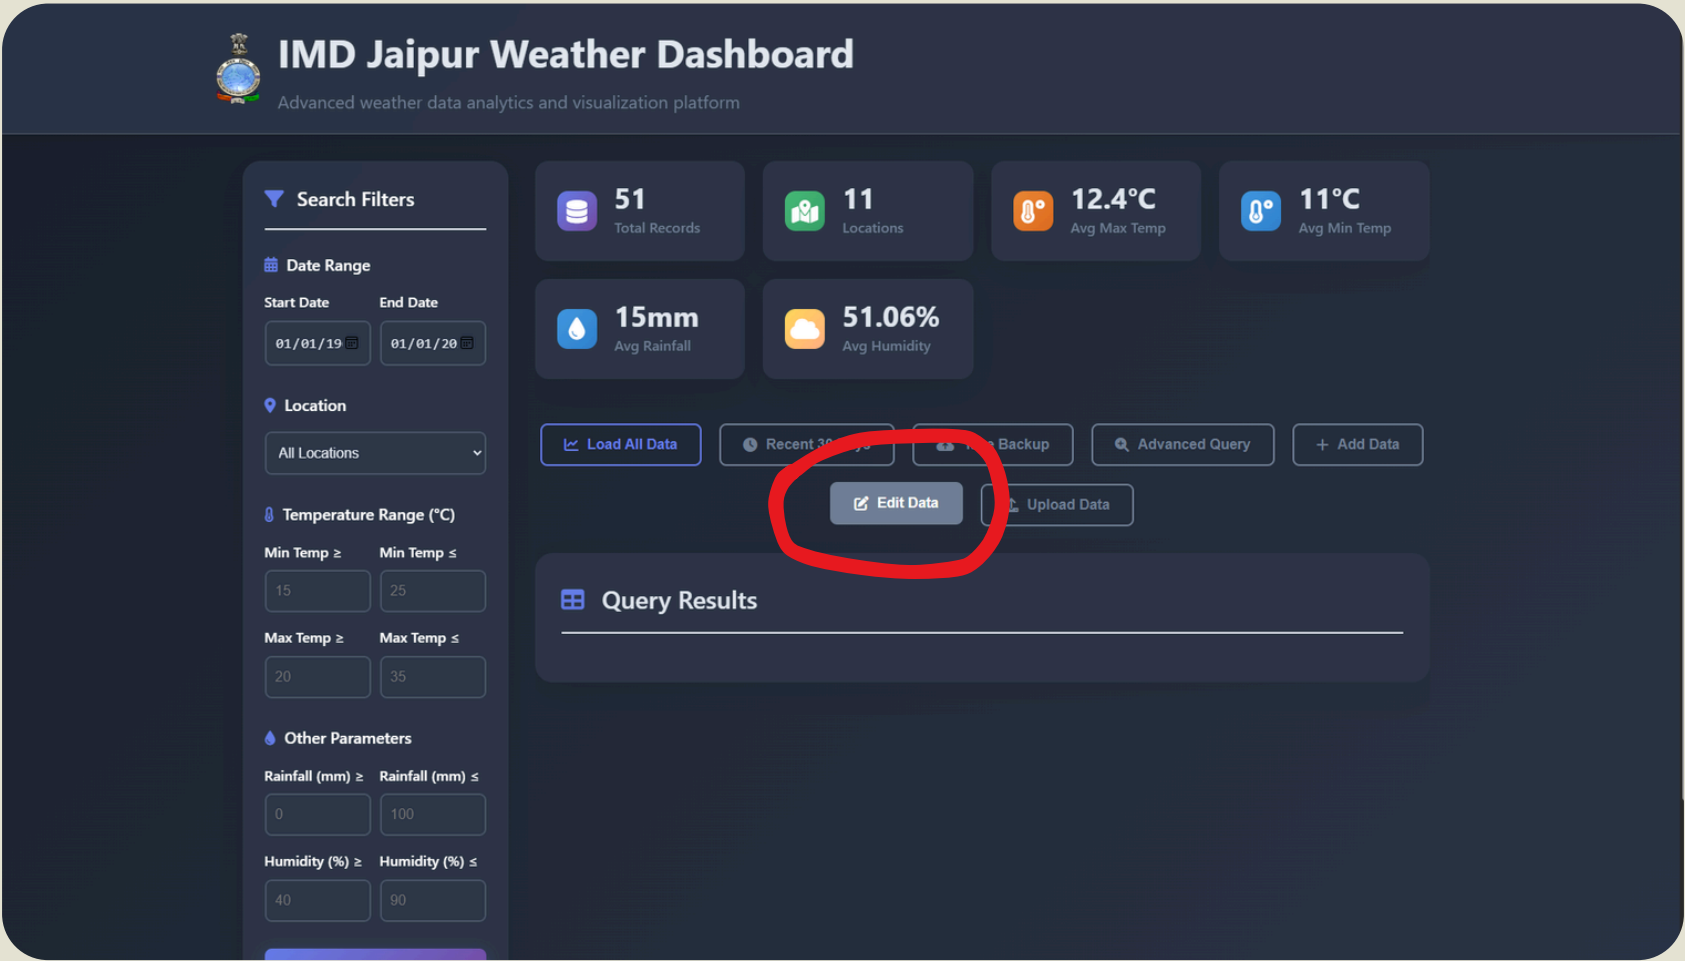 IMD Jaipur Weather Dashboard
Advanced weather data analytics and visualization platform
Search Filters
Date Range
Start Date End Date
01/01/19 01/01/20
Location
All Locations
Temperature Range (°C)
Min Temp ≥ Min Temp ≤
15 25
Max Temp ≥ Max Temp ≤
20 35
Other Parameters
Rainfall (mm) ≥ Rainfall (mm) ≤
0 100
Humidity (%) ≥ Humidity (%) ≤
40 90
51
Total Records
11
Locations
12.4°C
Avg Max Temp
11°C
Avg Min Temp
15mm
Avg Rainfall
51.06%
Avg Humidity
Load All Data
Recent
Backup
Advanced Query
+ Add Data
Edit Data
Upload Data
Query Results